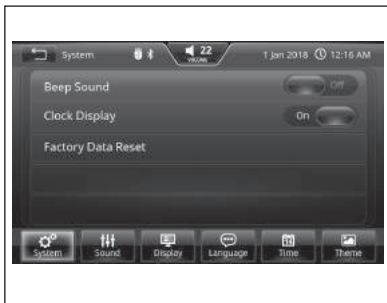 System 22 VOLUME 1 Jan 2018 12:16 AM
Beep Sound Off
Clock Display On
Factory Data Reset
System Sound Display Language Time Theme